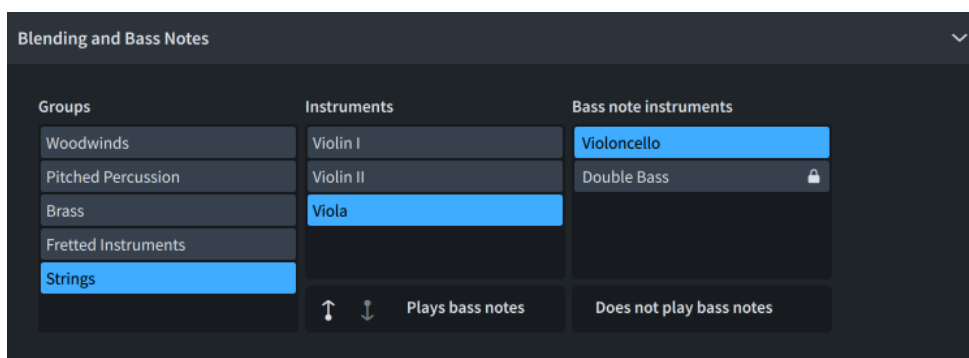 Blending and Bass Notes
Groups
Instruments
Bass note instruments
Woodwinds
Violin I
Violoncello
Pitched Percussion
Violin II
Double Bass
Brass
Viola
Fretted Instruments
Strings
Plays bass notes
Does not play bass notes